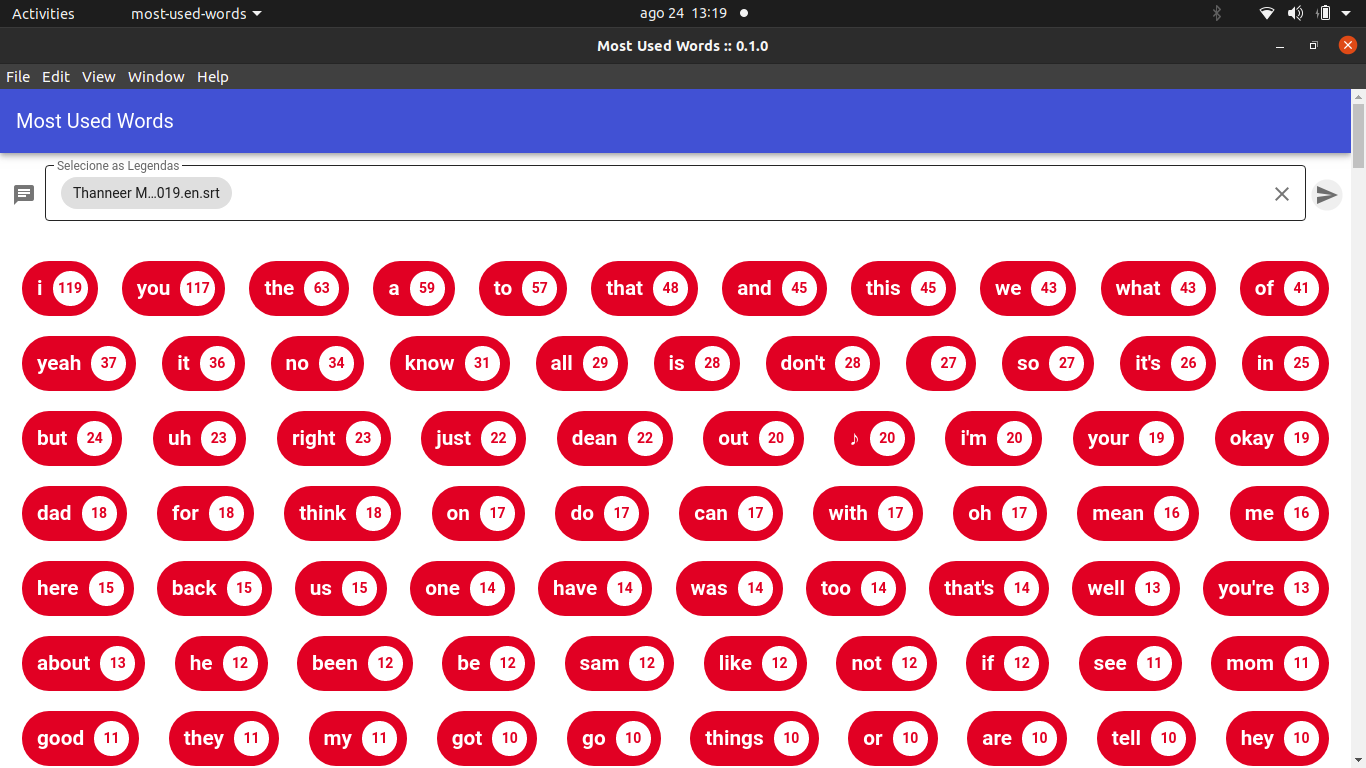 Activities most-used-words ago 24 13:19
Most Used Words :: 0.1.0
File Edit View Window Help
Most Used Words
Selecione as Legendas
Thanneer M...019.en.srt
i 119 you 117 the 63 a 59 to 57 that 48 and 45 this 45 we 43 what 43 of 41
yeah 37 it 36 no 34 know 31 all 29 is 28 don't 28 27 so 27 it's 26 in 25
but 24 uh 23 right 23 just 22 dean 22 out 20 ♪ 20 i'm 20 your 19 okay 19
dad 18 for 18 think 18 on 17 do 17 can 17 with 17 oh 17 mean 16 me 16
here 15 back 15 us 15 one 14 have 14 was 14 too 14 that's 14 well 13 you're 13
about 13 he 12 been 12 be 12 sam 12 like 12 not 12 if 12 see 11 mom 11
good 11 they 11 my 11 got 10 go 10 things 10 or 10 are 10 tell 10 hey 10